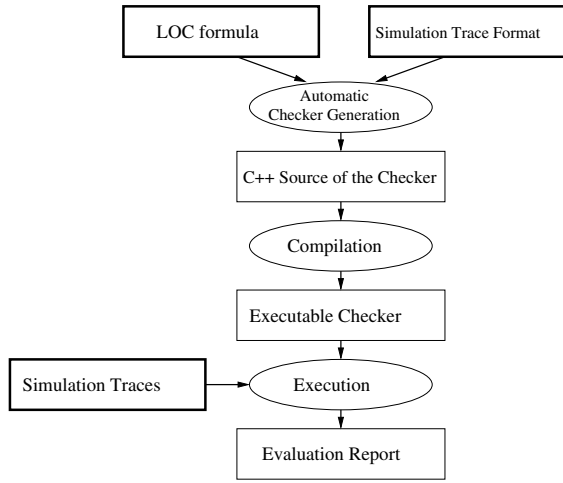 LOC formula
Simulation Trace Format
Automatic
Checker Generation
C++ Source of the Checker
Compilation
Executable Checker
Simulation Traces
Execution
Evaluation Report